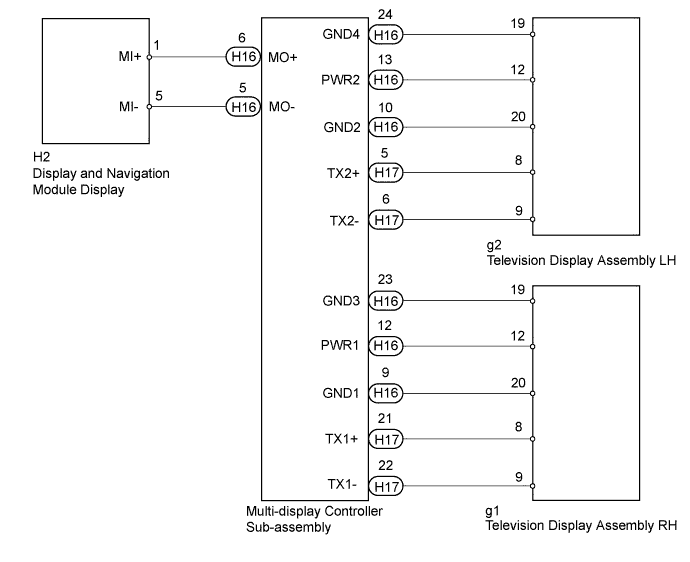 24
GND4 H16 19
13
PWR2 H16 12
10
GND2 H16 20
5
TX2+ H17 8
6
TX2- H17 9
MI+ 1 6 H16 MO+
MI- 5 5 H16 MO-
H2
Display and Navigation
Module Display
g2
Television Display Assembly LH
23
GND3 H16 19
12
PWR1 H16 12
9
GND1 H16 20
21
TX1+ H17 8
22
TX1- H17 9
Multi-display Controller
Sub-assembly
g1
Television Display Assembly RH